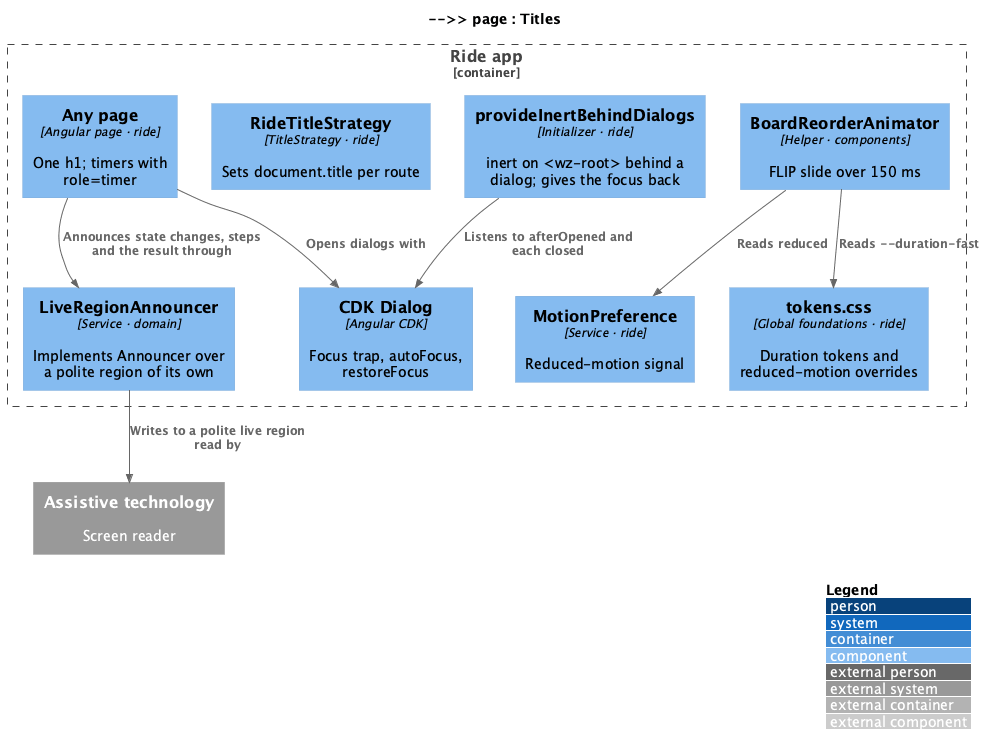 -->> page : Titles
Ride app
[container]
Any page
[Angular page · ride]
One h1; timers with
role=timer
RideTitleStrategy
[TitleStrategy · ride]
Sets document.title per route
provideInertBehindDialogs
[Initializer · ride]
inert on <wz-root> behind a
dialog; gives the focus back
BoardReorderAnimator
[Helper · components]
FLIP slide over 150 ms
Announces state changes, steps
and the result through
Opens dialogs with
Listens to afterOpened and
each closed
Reads reduced
Reads --duration-fast
LiveRegionAnnouncer
[Service · domain]
Implements Announcer over
a polite region of its own
CDK Dialog
[Angular CDK]
Focus trap, autoFocus,
restoreFocus
MotionPreference
[Service · ride]
Reduced-motion signal
tokens.css
[Global foundations · ride]
Duration tokens and
reduced-motion overrides
Writes to a polite live region
read by
Assistive technology
Screen reader
Legend
person
system
container
component
external person
external system
external container
external component